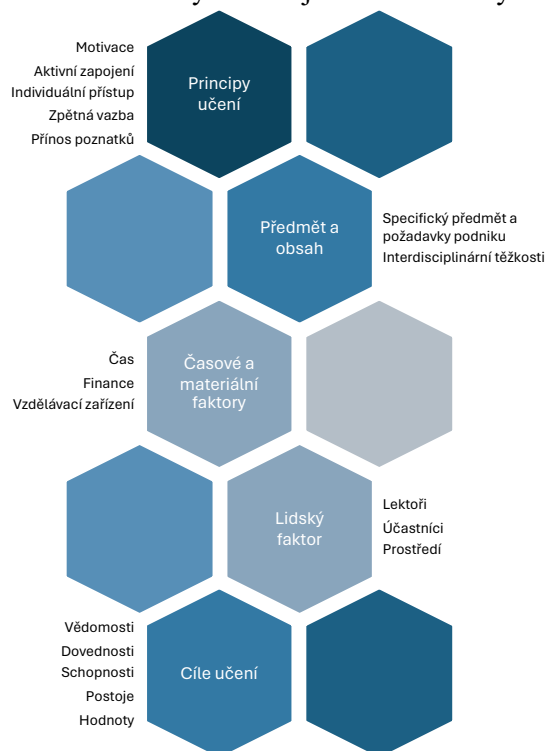 Motivace
Aktivní zapojení
Individuální přístup
Zpětná vazba
Přínos poznatků
Principy
učení
Předmět a
obsah
Specifický předmět a
požadavky podniku
Interdisciplinární těžkosti
Čas
Finance
Vzdělávací zařízení
Časové a
materiální
faktory
Lidský
faktor
Lektoři
Účastníci
Prostředí
Vědomosti
Dovednosti
Schopnosti
Postoje
Hodnoty
Cíle učení